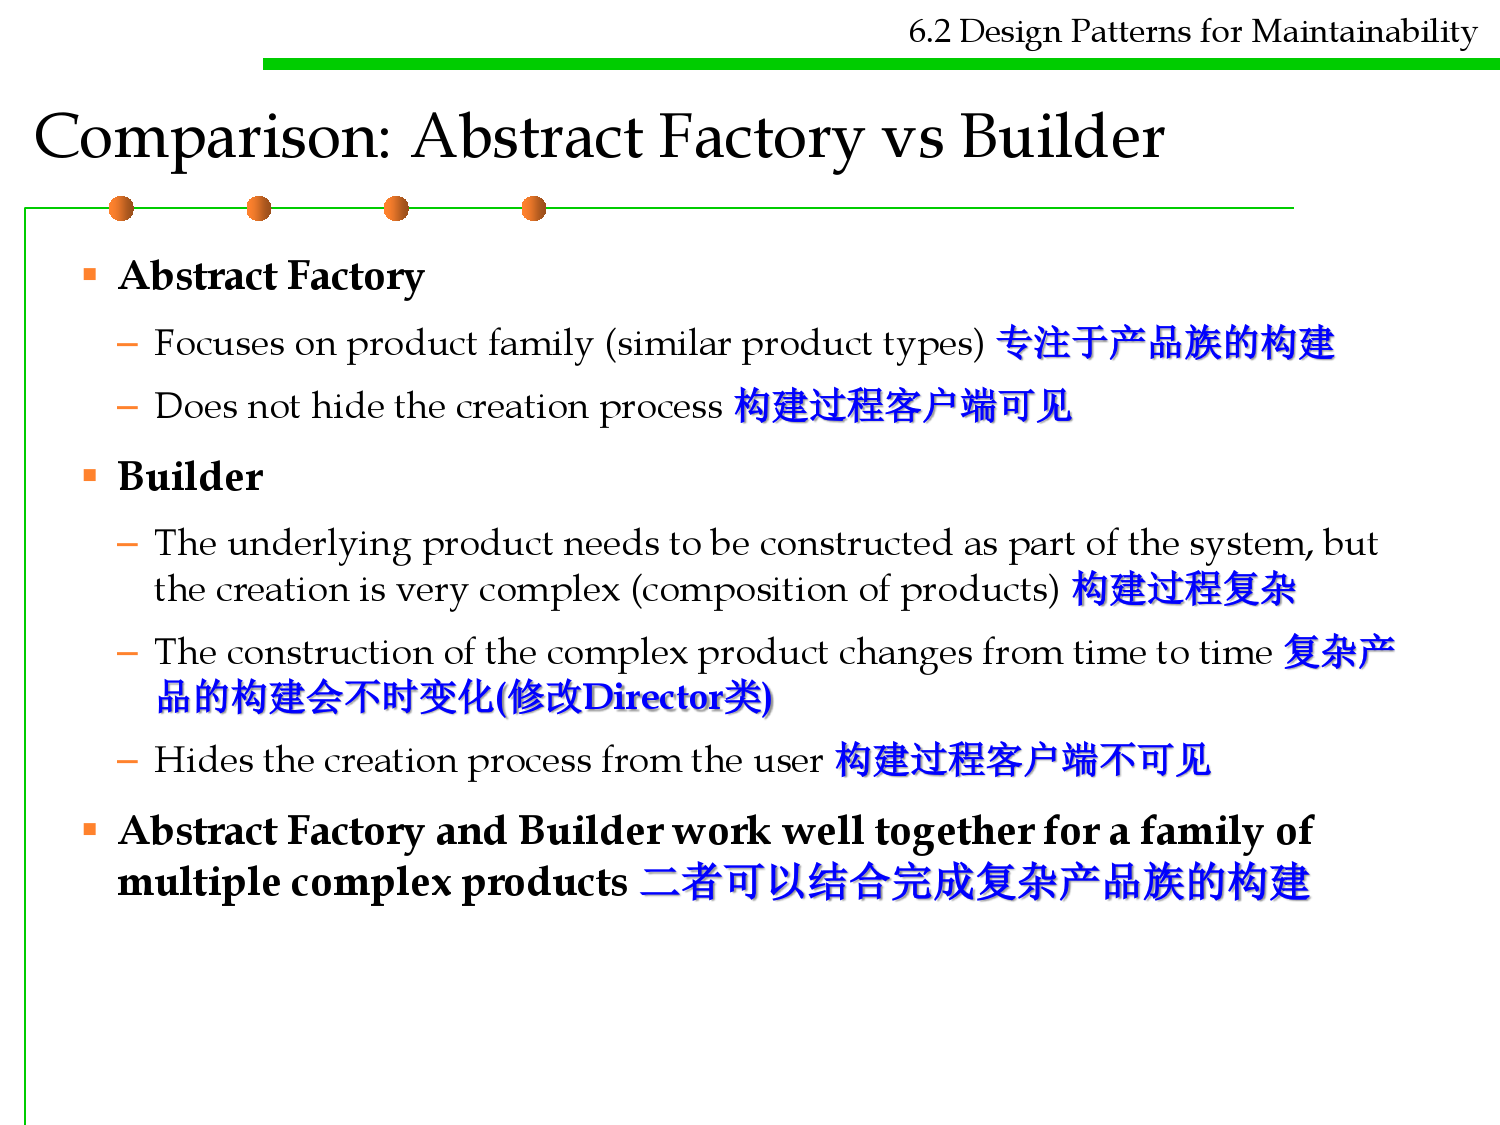 6.2 Design Patterns for Maintainability
Comparison: Abstract Factory vs Builder
▪ Abstract Factory
– Focuses on product family (similar product types) 专注于产品族的构建
– Does not hide the creation process 构建过程客户端可见
▪ Builder
– The underlying product needs to be constructed as part of the system, but
the creation is very complex (composition of products) 构建过程复杂
– The construction of the complex product changes from time to time 复杂产
品的构建会不时变化(修改Director类)
– Hides the creation process from the user 构建过程客户端不可见
▪ Abstract Factory and Builder work well together for a family of
multiple complex products 二者可以结合完成复杂产品族的构建